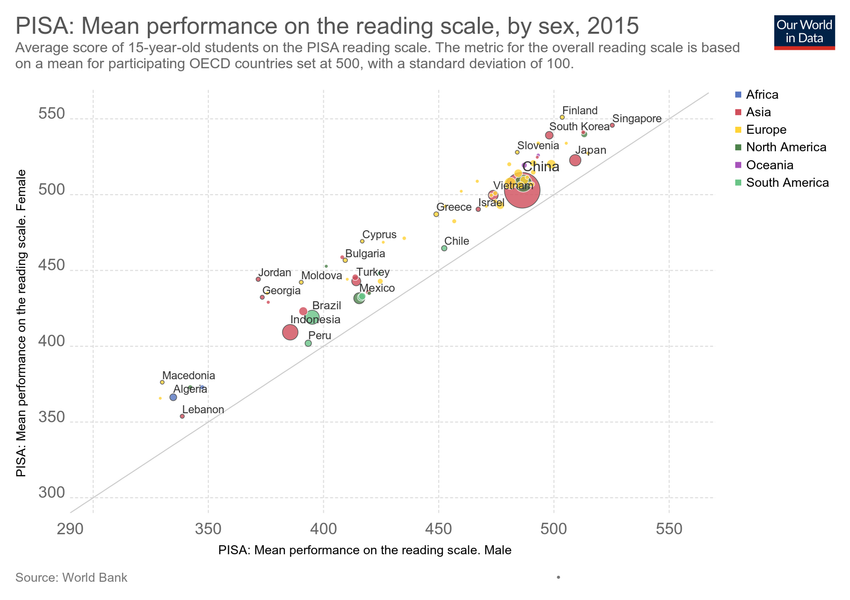 PISA: Mean performance on the reading scale, by sex, 2015
Our World
in Data
Average score of 15-year-old students on the PISA reading scale. The metric for the overall reading scale is based
on a mean for participating OECD countries set at 500, with a standard deviation of 100.
PISA: Mean performance on the reading scale. Female
550
500
450
400
350
300
Finland
Singapore
South Korea
Slovenia
Japan
China
Vietnam
Israel
Greece
Chile
Cyprus
Bulgaria
Jordan
Moldova
Turkey
Georgia
Mexico
Brazil
Indonesia
Peru
Macedonia
Algeria
Lebanon
Africa
Asia
Europe
North America
Oceania
South America
290
350
400
450
500
550
PISA: Mean performance on the reading scale. Male
Source: World Bank